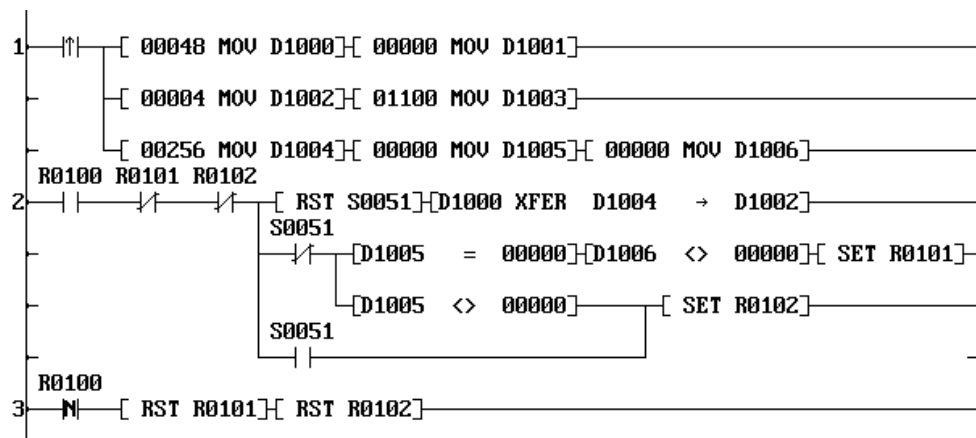 1 ↑ [ 00048 MOV D1000]-[ 00000 MOV D1001]
[ 00004 MOV D1002]-[ 01100 MOV D1003]
[ 00256 MOV D1004]-[ 00000 MOV D1005]-[ 00000 MOV D1006]
R0100 R0101 R0102
2 [ RST S0051]-[D1000 XFER D1004 → D1002]
S0051
[D1005 = 00000]-[D1006 <> 00000]-[ SET R0101]
[D1005 <> 00000] [ SET R0102]
S0051
R0100
3 N [ RST R0101]-[ RST R0102]